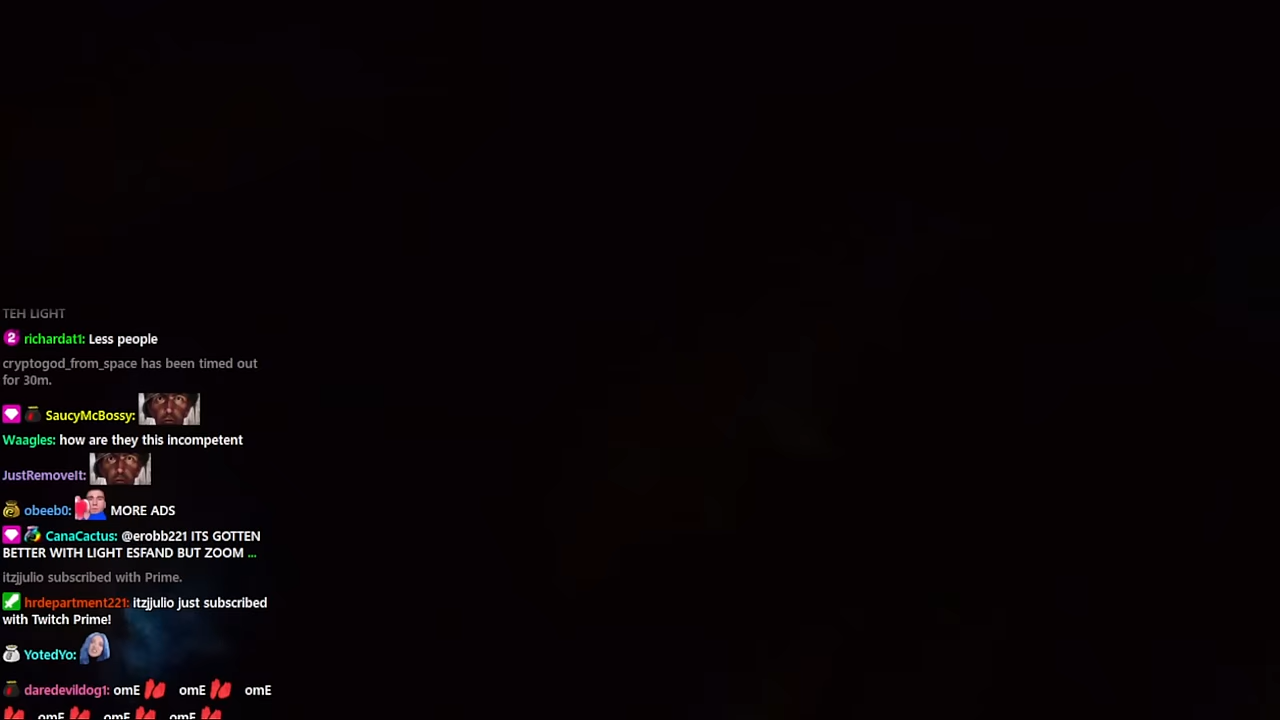 TEH LIGHT
2 richardat1: Less people
cryptogod_from_space has been timed out
for 30m.
SaucyMcBossy:
Waagles: how are they this incompetent
JustRemoveIt:
obeeb0: MORE ADS
CanaCactus: @erobb221 ITS GOTTEN
BETTER WITH LIGHT ESFAND BUT ZOOM ...
itzjjulio subscribed with Prime.
hrdepartment221: itzjjulio just subscribed
with Twitch Prime!
YotedYo:
daredevildog1: omE omE omE
omE omE omE